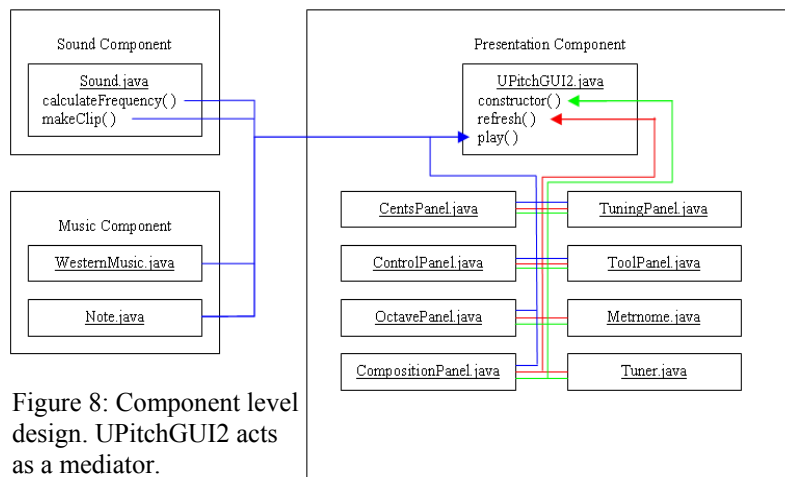 Sound Component
Sound.java
calculateFrequency( )
makeClip( )
Music Component
WesternMusic.java
Note.java
Presentation Component
UPitchGUI2.java
constructor( )
refresh( )
play( )
CentsPanel.java
TuningPanel.java
ControlPanel.java
ToolPanel.java
OctavePanel.java
Metrnome.java
CompositionPanel.java
Tuner.java
Figure 8: Component level
design. UPitchGUI2 acts
as a mediator.